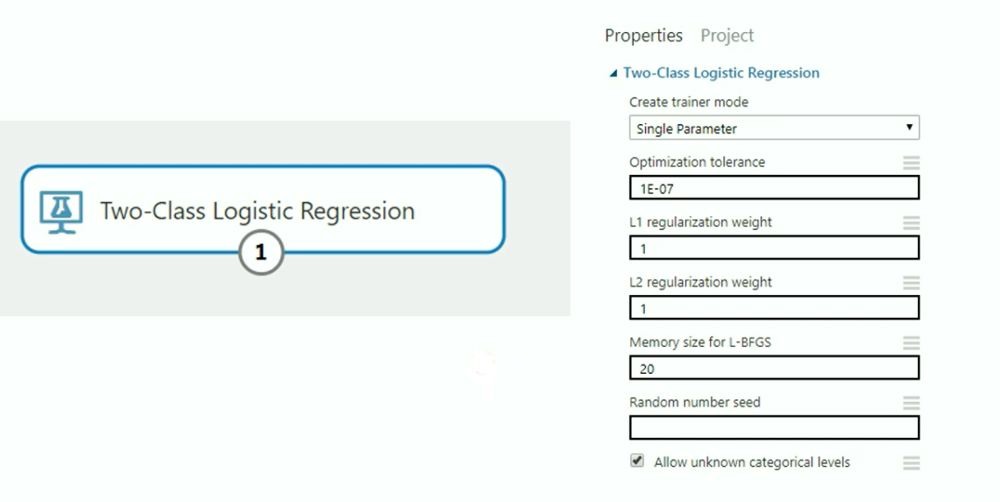 Two-Class Logistic Regression
1
Properties Project
Two-Class Logistic Regression
Create trainer mode
Single Parameter
Optimization tolerance
1E-07
L1 regularization weight
1
L2 regularization weight
1
Memory size for L-BFGS
20
Random number seed
Allow unknown categorical levels